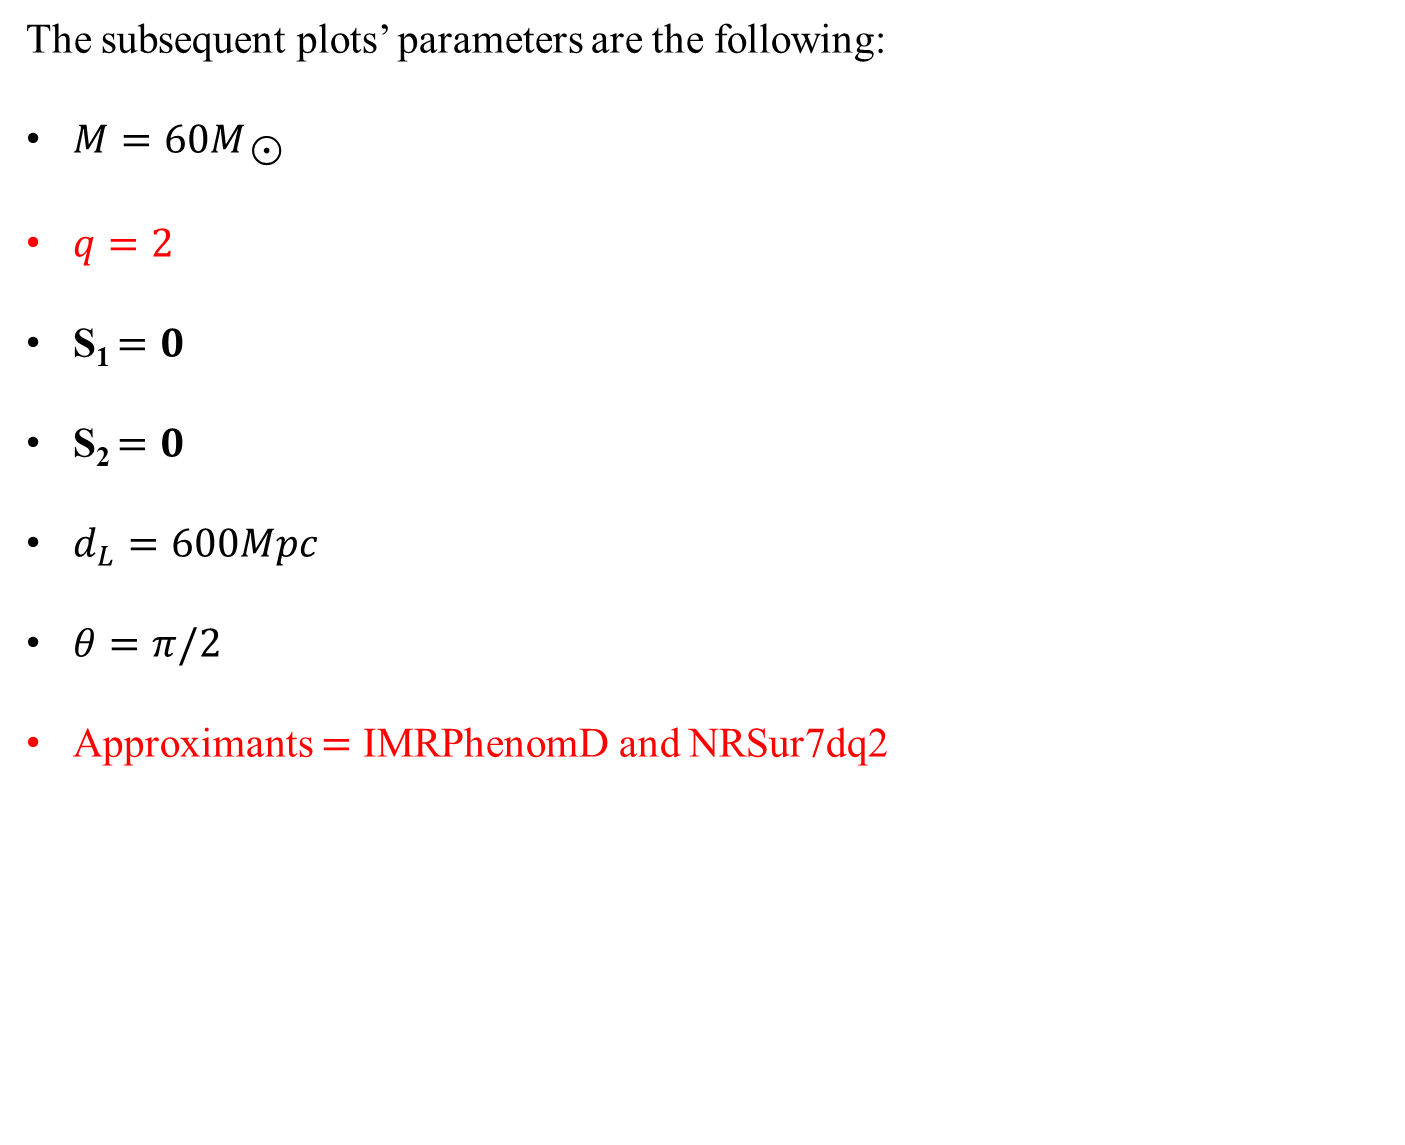 The subsequent plots’ parameters are the following:
• M = 60M⊙
• q = 2
• S₁ = 0
• S₂ = 0
• d_L = 600Mpc
• θ = π/2
• Approximants = IMRPhenomD and NRSur7dq2